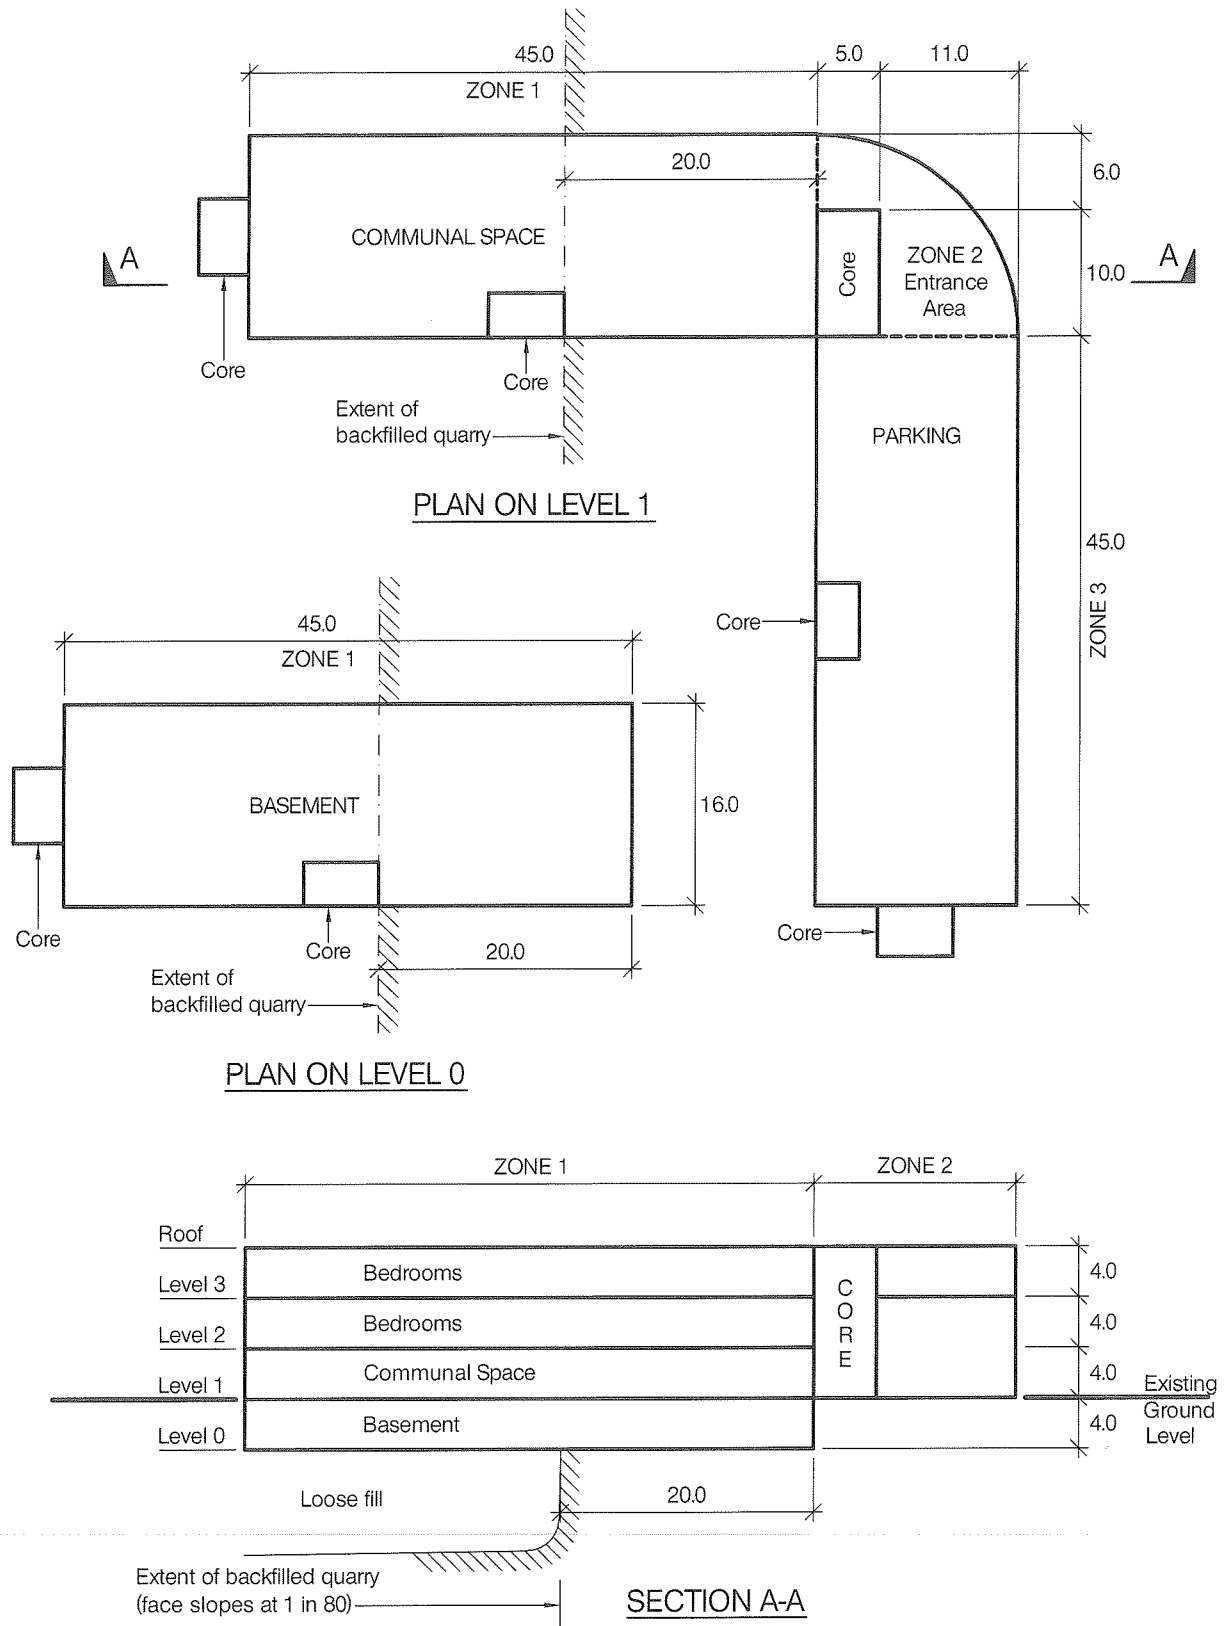 45.0
5.0
11.0
ZONE 1
20.0
6.0
COMMUNAL SPACE
A
Core
ZONE 2
Entrance
Area
10.0
A
Core
Core
Extent of
backfilled quarry
PARKING
PLAN ON LEVEL 1
45.0
ZONE 3
Core
45.0
ZONE 1
BASEMENT
16.0
Core
Core
20.0
Core
Extent of
backfilled quarry
PLAN ON LEVEL 0
ZONE 1
ZONE 2
Roof
Level 3
Bedrooms
4.0
Level 2
Bedrooms
4.0
Level 1
Communal Space
4.0
CORE
Existing
Ground
Level
Level 0
Basement
4.0
Loose fill
20.0
Extent of backfilled quarry
(face slopes at 1 in 80)
SECTION A-A